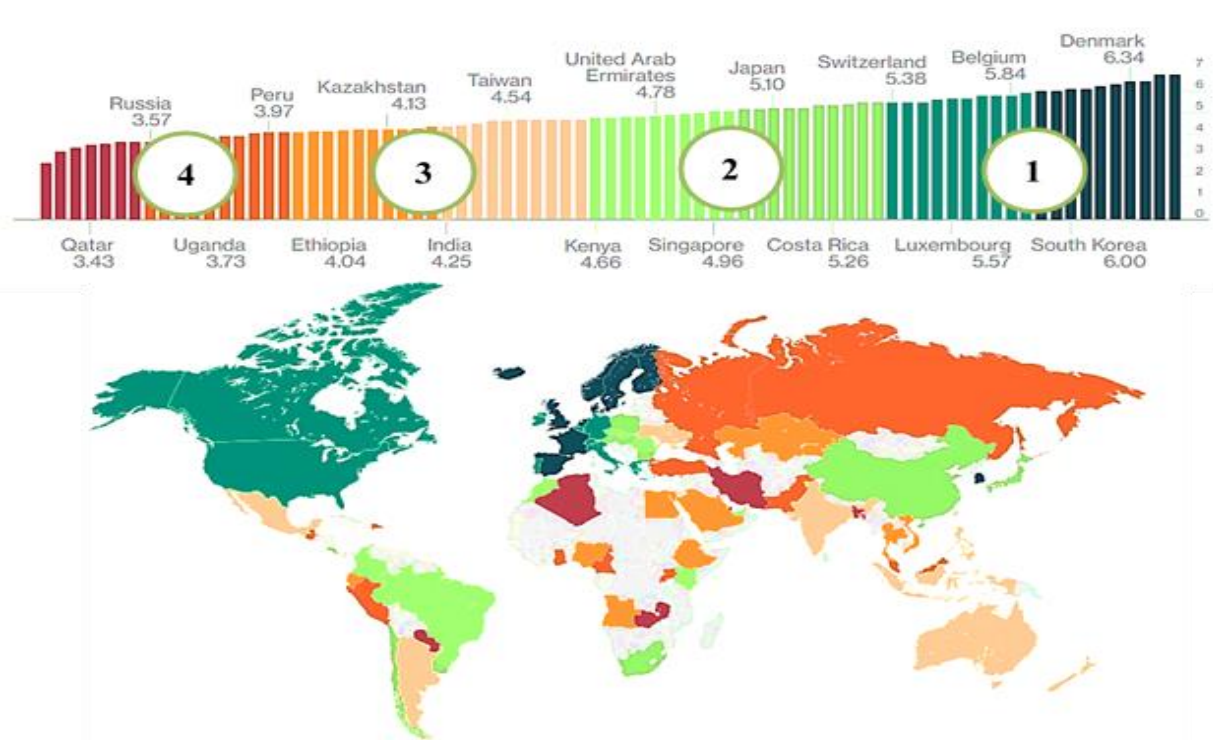 Denmark
6.34
United Arab
Ermirates
4.78
Japan
5.10
Switzerland
5.38
Belgium
5.84
Taiwan
4.54
Kazakhstan
4.13
Peru
3.97
Russia
3.57
7
6
5
4
3
2
1
0
4
3
2
1
Qatar
3.43
Uganda
3.73
Ethiopia
4.04
India
4.25
Kenya
4.66
Singapore
4.96
Costa Rica
5.26
Luxembourg
5.57
South Korea
6.00